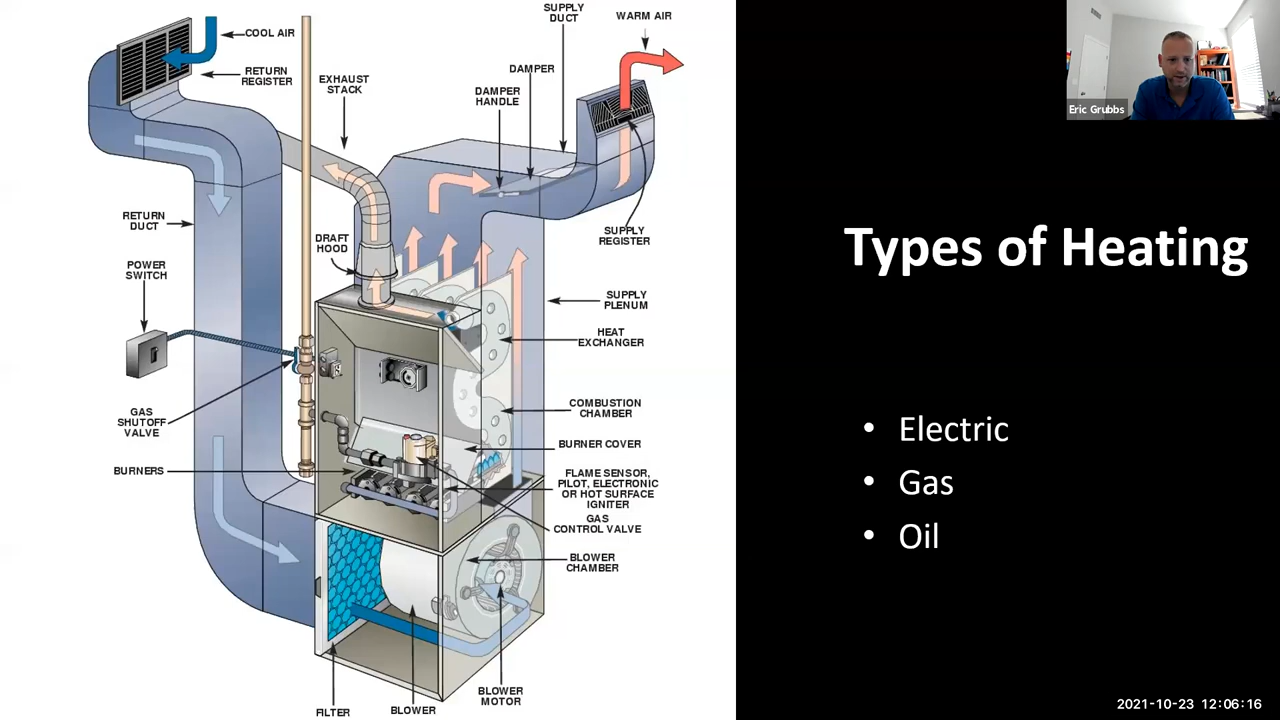 COOL AIR
RETURN
REGISTER
EXHAUST
STACK
SUPPLY
DUCT
WARM AIR
DAMPER
DAMPER
HANDLE
RETURN
DUCT
DRAFT
HOOD
SUPPLY
REGISTER
POWER
SWITCH
SUPPLY
PLENUM
HEAT
EXCHANGER
GAS
SHUTOFF
VALVE
COMBUSTION
CHAMBER
BURNER COVER
BURNERS
FLAME SENSOR,
PILOT, ELECTRONIC
OR HOT SURFACE
IGNITER
GAS
CONTROL VALVE
BLOWER
CHAMBER
BLOWER
MOTOR
FILTER
BLOWER
Eric Grubbs
Types of Heating
• Electric
• Gas
• Oil
2021-10-23 12:06:16